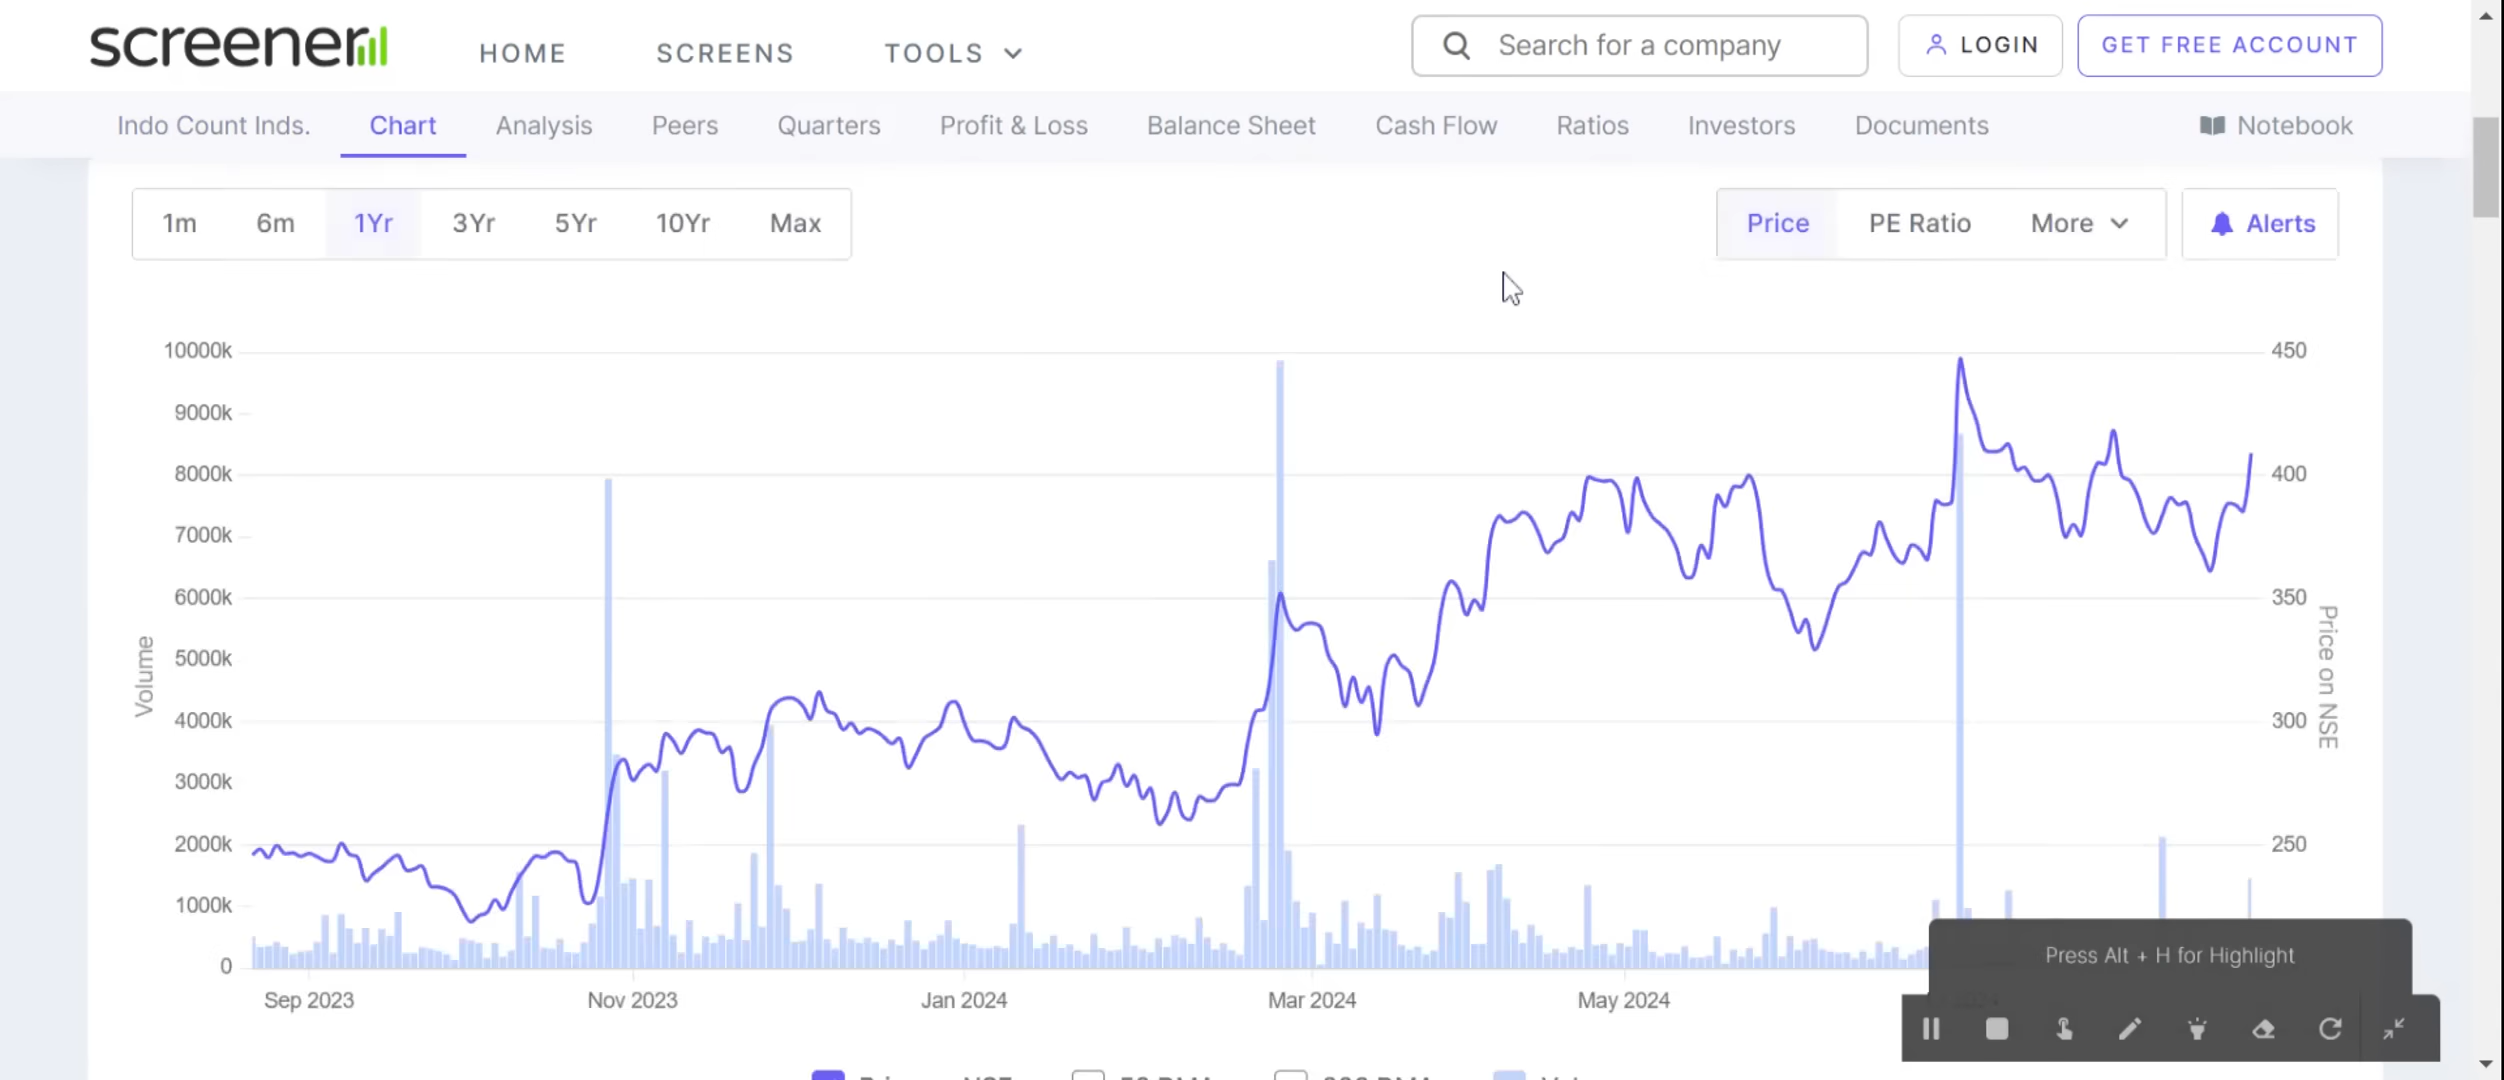 screener
HOME
SCREENS
TOOLS
Search for a company
LOGIN
GET FREE ACCOUNT
Indo Count Inds.
Chart
Analysis
Peers
Quarters
Profit & Loss
Balance Sheet
Cash Flow
Ratios
Investors
Documents
Notebook
1m
6m
1Yr
3Yr
5Yr
10Yr
Max
Price
PE Ratio
More
Alerts
10000k
9000k
8000k
7000k
6000k
5000k
4000k
3000k
2000k
1000k
0
Volume
450
400
350
300
250
Price on NSE
Sep 2023
Nov 2023
Jan 2024
Mar 2024
May 2024
Press Alt + H for Highlight